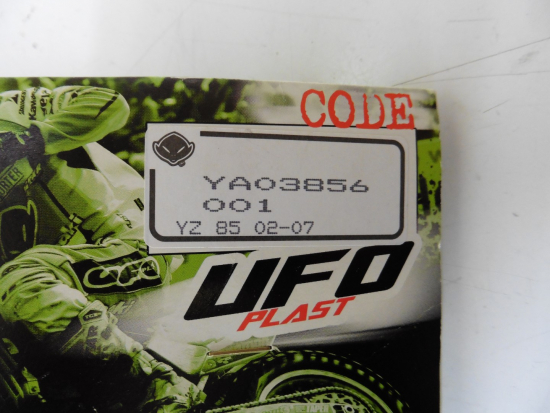 CODE
YA03856
001
YZ 85 02-07
UFO
PLAST